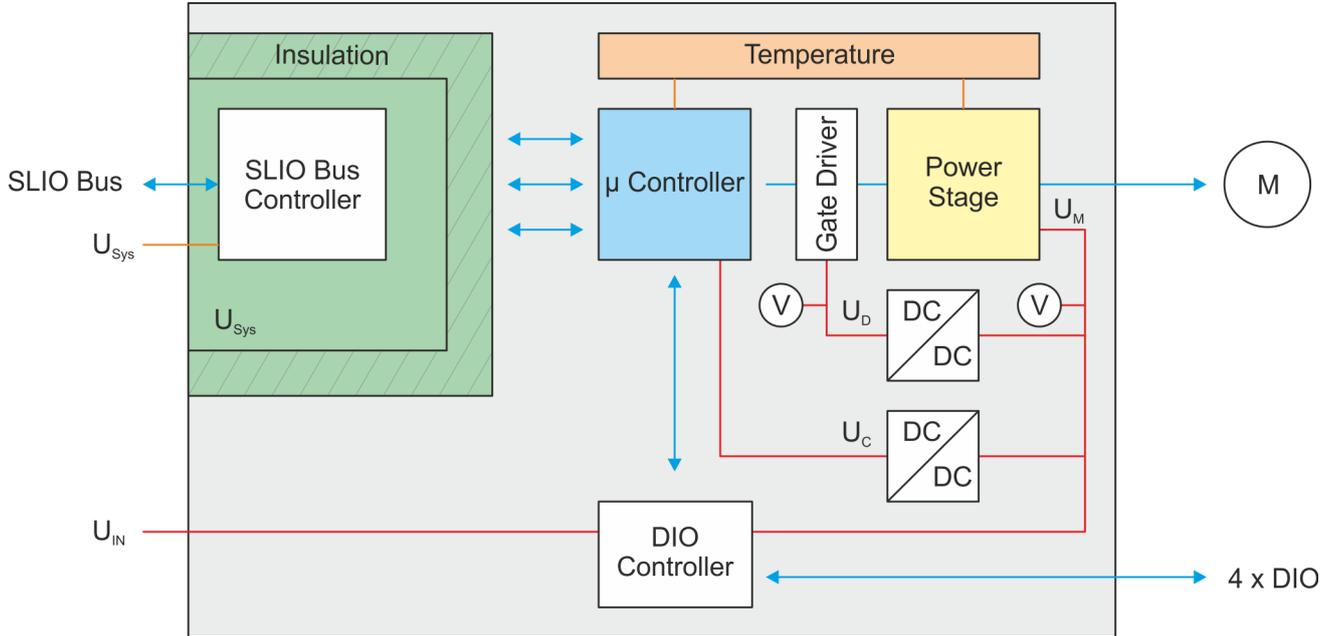 Insulation
Temperature
SLIO Bus
SLIO Bus
Controller
µ Controller
Gate Driver
Power
Stage
M
U_M
U_Sys
U_Sys
V
U_D
DC
DC
V
U_C
DC
DC
U_IN
DIO
Controller
4 x DIO